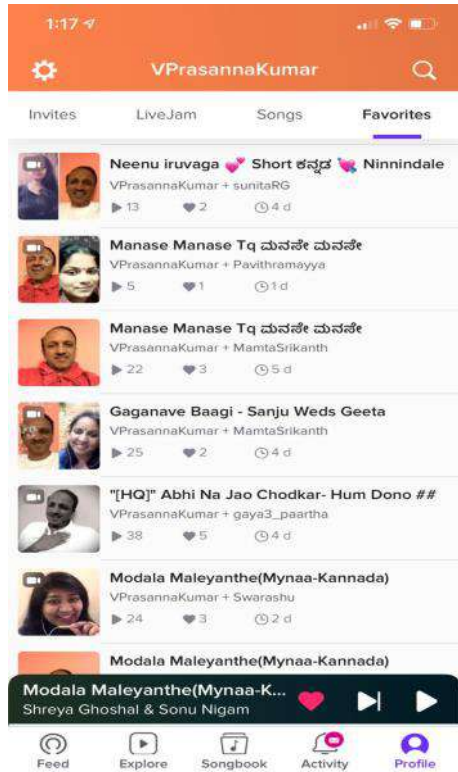 1:17
VPrasannaKumar
Invites LiveJam Songs Favorites
Neenu iruvaga 💕 Short ಕನ್ನಡ 💘 Ninnindale
VPrasannaKumar + sunitaRG
13 2 4 d
Manase Manase Tq ಮನಸೇ ಮನಸೇ
VPrasannaKumar + Pavithramayya
5 1 1 d
Manase Manase Tq ಮನಸೇ ಮನಸೇ
VPrasannaKumar + MamtaSrikanth
22 3 5 d
Gaganave Baagi - Sanju Weds Geeta
VPrasannaKumar + MamtaSrikanth
25 2 4 d
"[HQ]" Abhi Na Jao Chodkar- Hum Dono ##
VPrasannaKumar + gaya3_paartha
38 5 4 d
Modala Maleyanthe(Mynaa-Kannada)
VPrasannaKumar + Swarashu
24 3 2 d
Modala Maleyanthe(Mynaa-Kannada)
Modala Maleyanthe(Mynaa-K...
Shreya Ghoshal & Sonu Nigam
Feed Explore Songbook Activity Profile